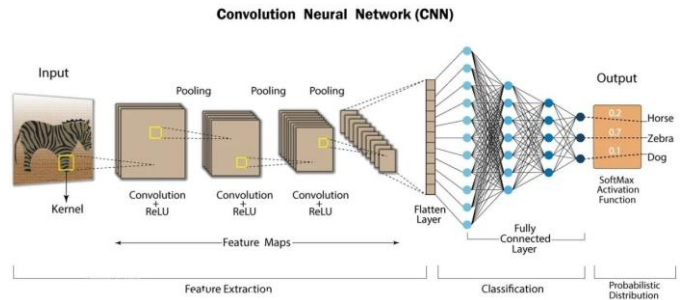 Convolution Neural Network (CNN)
Input
Output
Pooling
Pooling
Pooling
Kernel
Convolution
+
ReLU
Convolution
+
ReLU
Convolution
+
ReLU
Flatten
Layer
Fully
Connected
Layer
0.2
Horse
0.7
Zebra
0.1
Dog
SoftMax
Activation
Function
Feature Maps
Feature Extraction
Classification
Probabilistic
Distribution